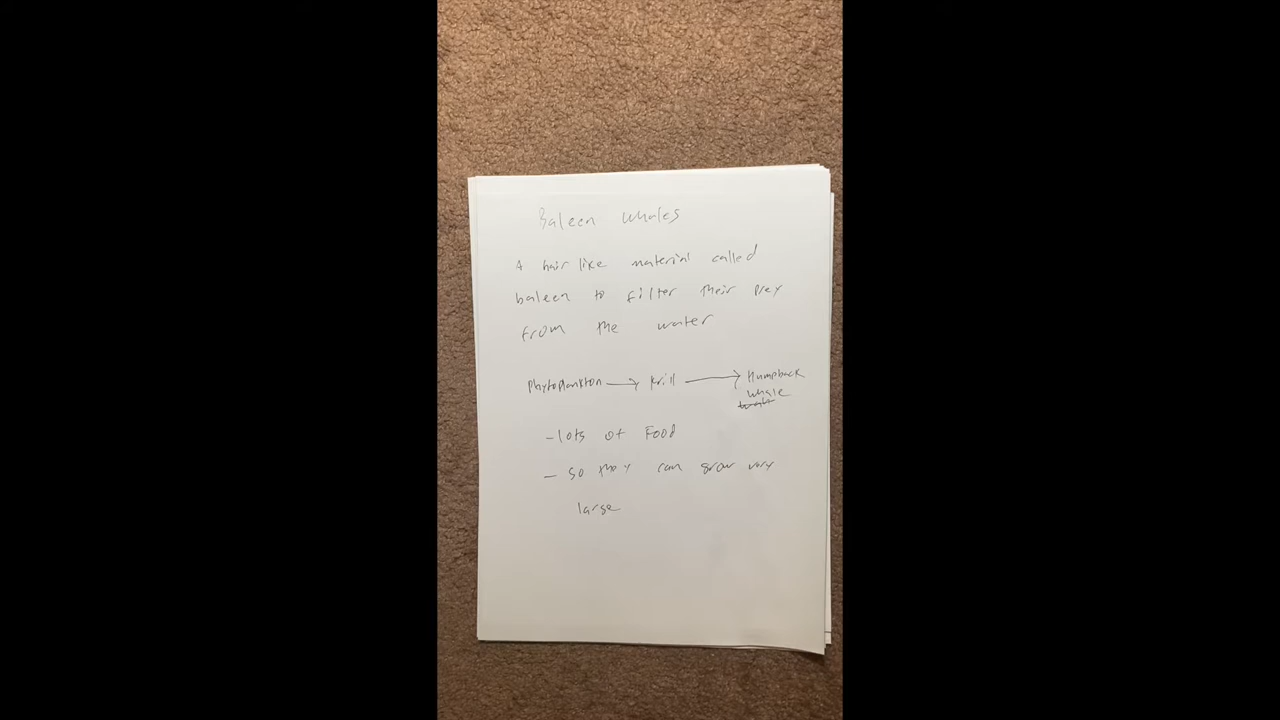 Baleen whales
A hair like material called
baleen to filter their prey
from the water
Phytoplankton → krill → Humpback
whale
- lots of Food
- so they can grow very
large